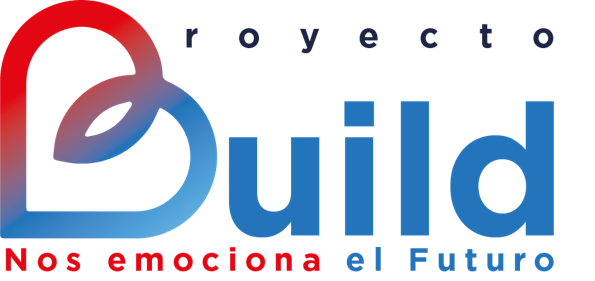 Proyecto
Build
Nos emociona el Futuro